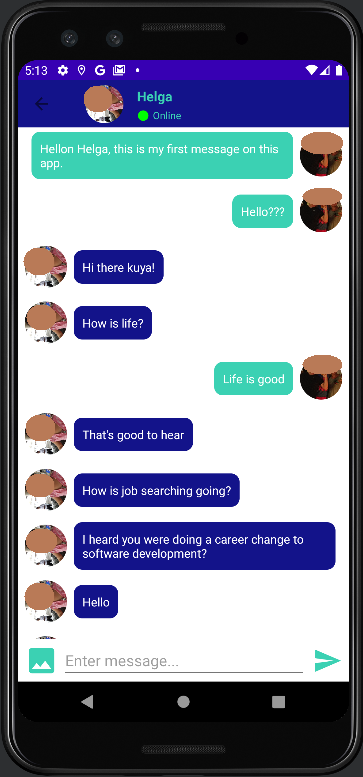 5:13
Helga
Online
Hellon Helga, this is my first message on this
app.
Hello???
Hi there kuya!
How is life?
Life is good
That's good to hear
How is job searching going?
I heard you were doing a career change to
software development?
Hello
Enter message...